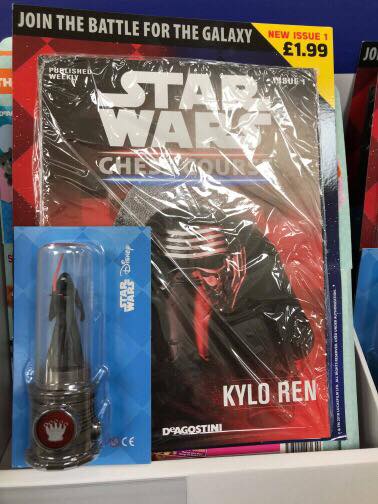 JOIN THE BATTLE FOR THE GALAXY
NEW ISSUE 1
£1.99
PUBLISHED
WEEKLY
ISSUE 1
STAR
WARS
KYLO REN
DEAGOSTINI
STAR
WARS
Disney
CE
JO